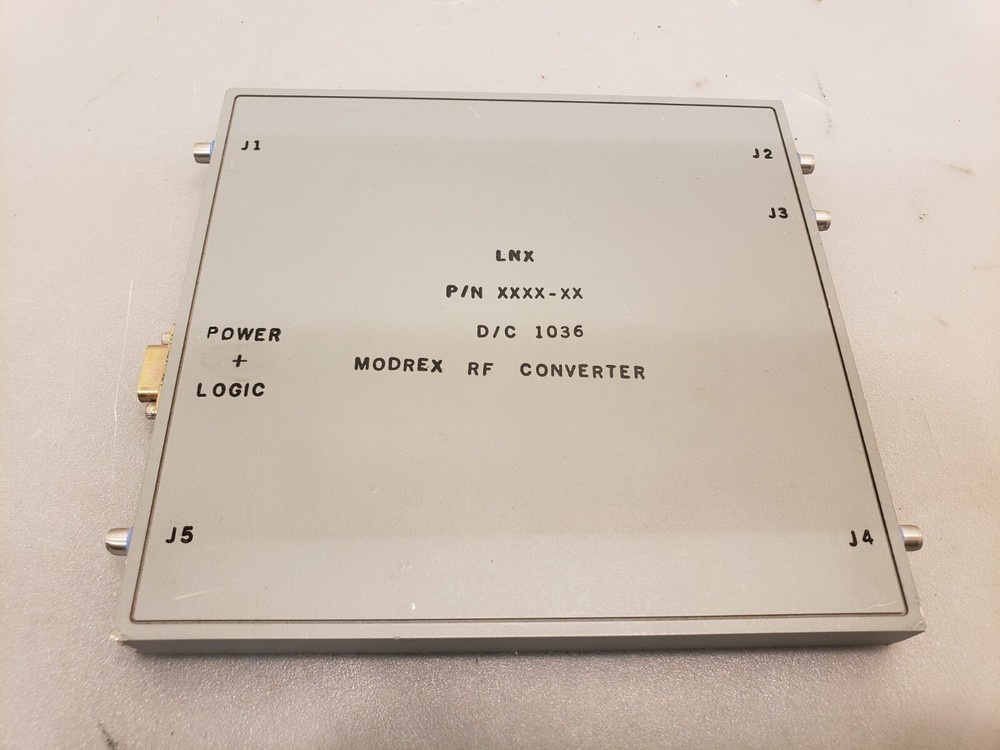 J1
J2
J3
LNX
P/N XXXX-XX
D/C 1036
MODREX RF CONVERTER
POWER
+
LOGIC
J5
J4